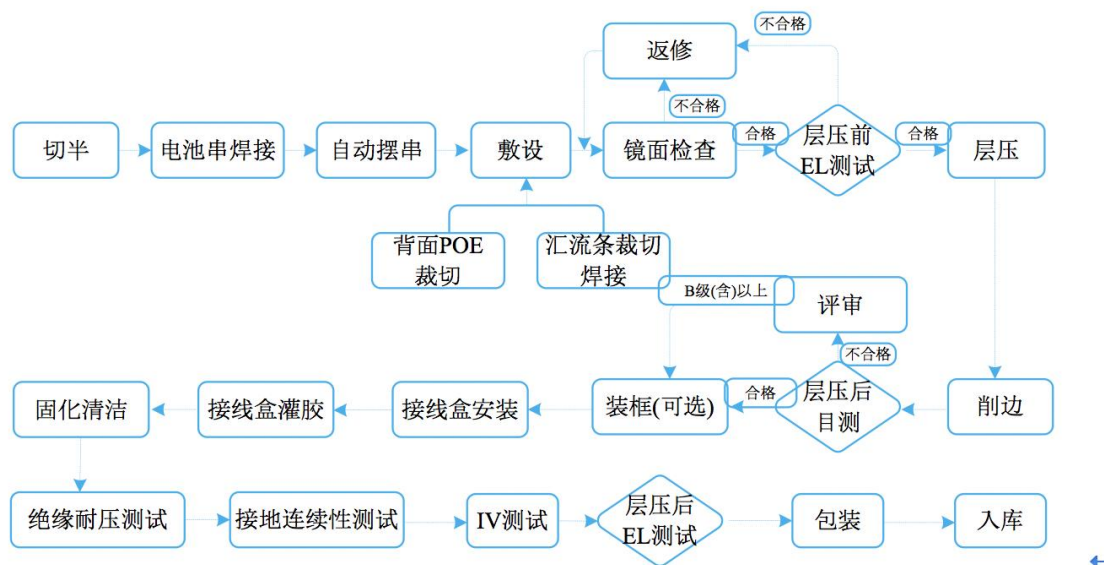 不合格
返修
不合格
切半
电池串焊接
自动摆串
敷设
镜面检查
合格
层压前
EL测试
合格
层压
背面POE
裁切
汇流条裁切
焊接
B级(含)以上
评审
不合格
固化清洁
接线盒灌胶
接线盒安装
装框(可选)
合格
层压后
目测
削边
绝缘耐压测试
接地连续性测试
IV测试
层压后
EL测试
包装
入库